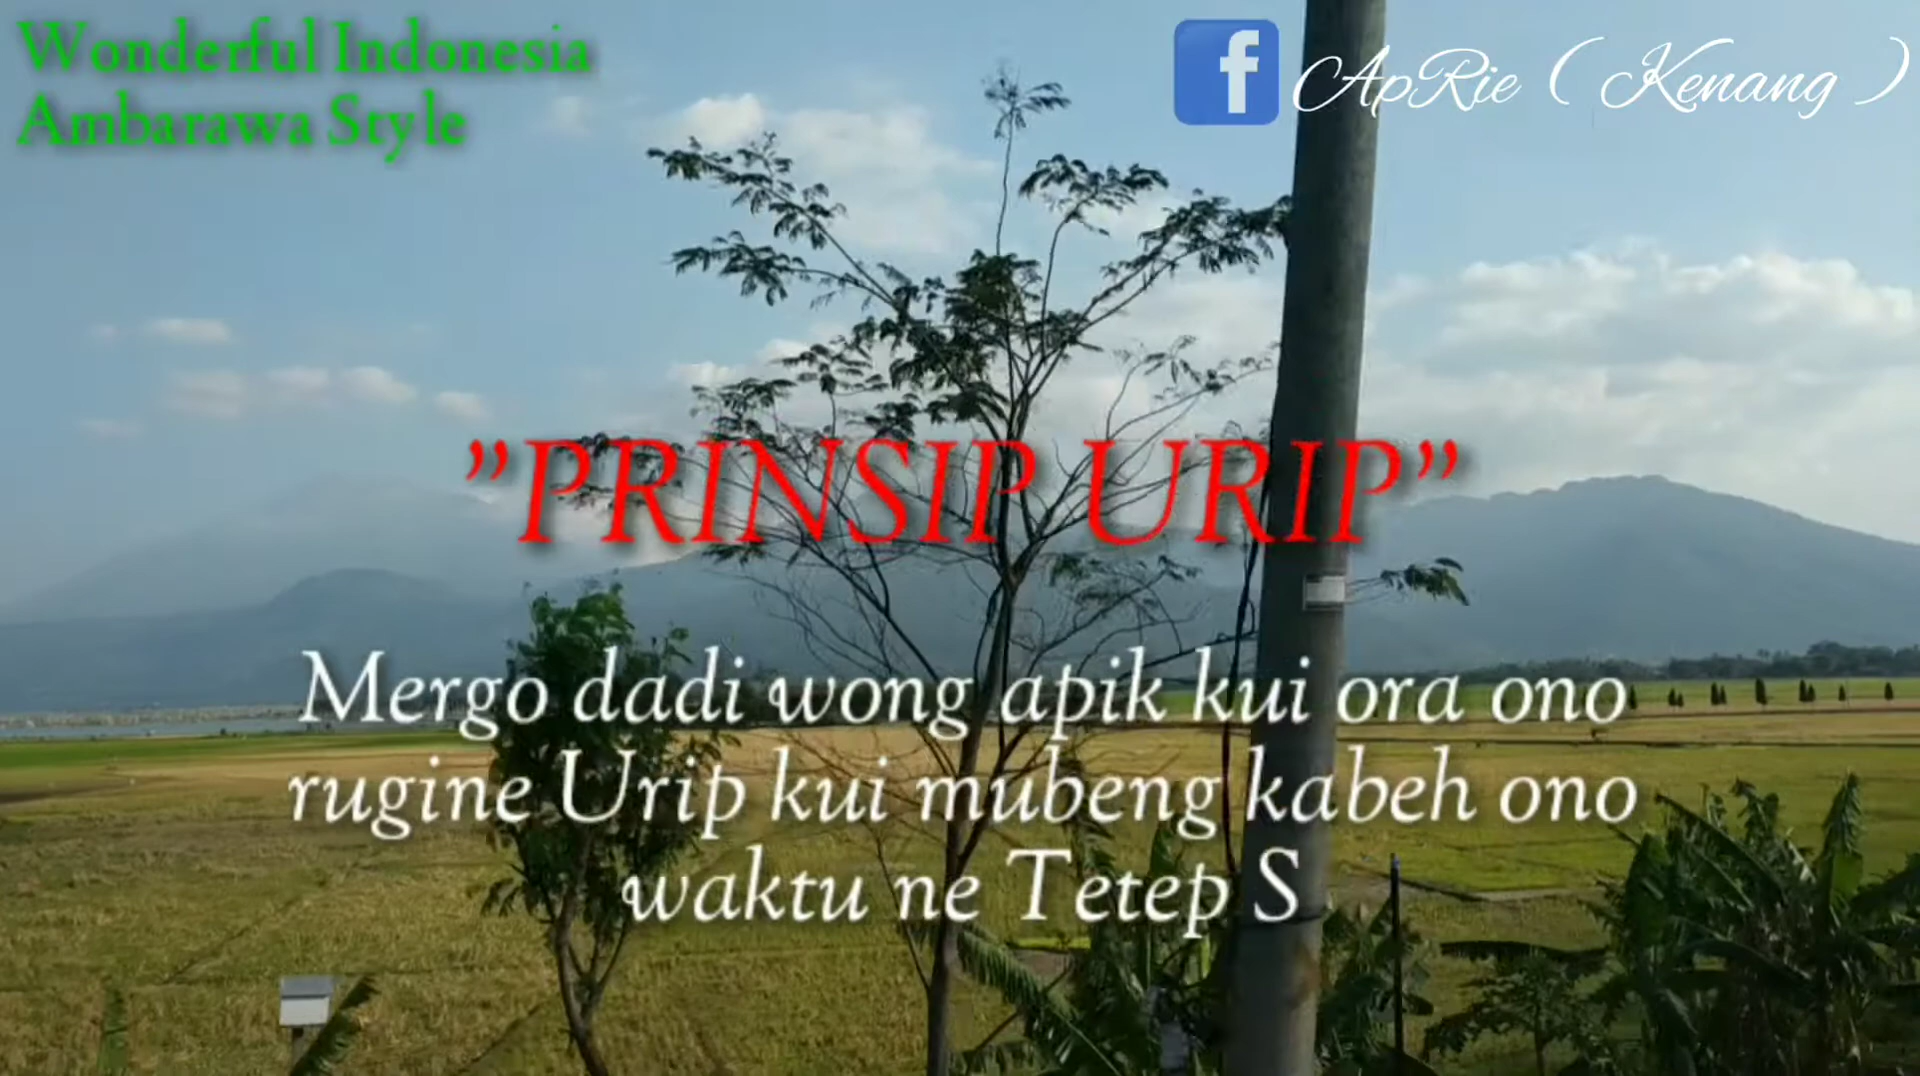 Wonderful Indonesia
Ambarawa Style
f ApRie ( Kenang )
"PRINSIP URIP"
Mergo dadi wong apik kui ora ono
rugine Urip kui mubeng kabeh ono
waktu ne Tetep S